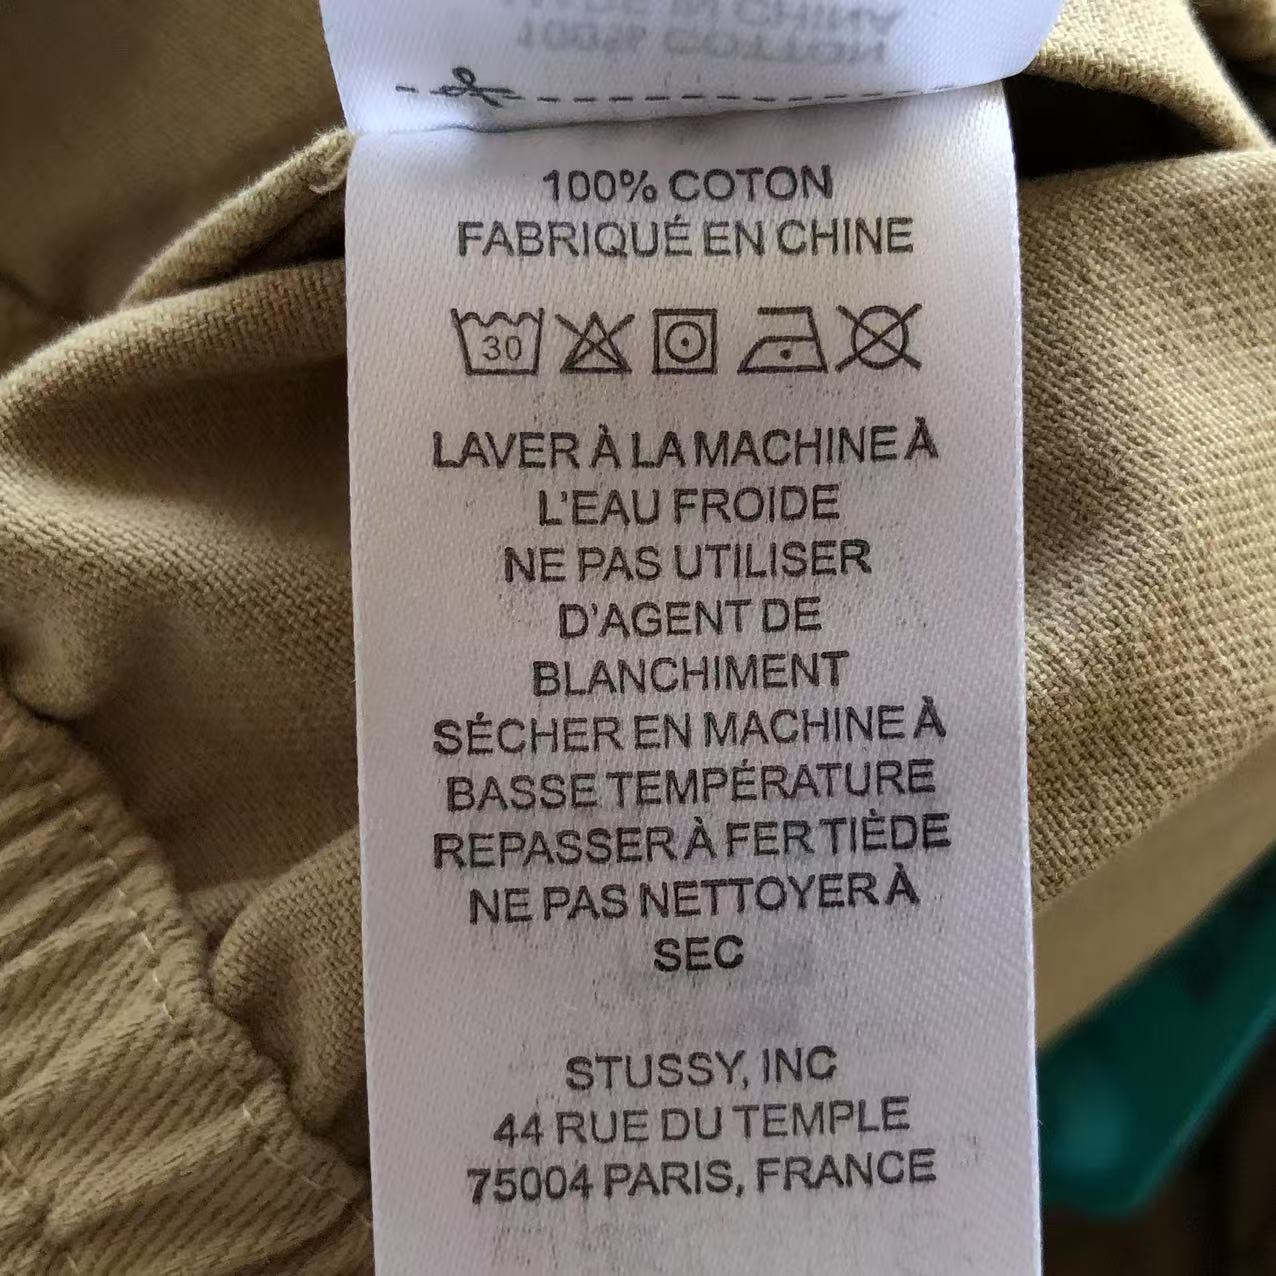 100% COTTON
100% COTON
FABRIQUÉ EN CHINE
30
LAVER À LA MACHINE À
L'EAU FROIDE
NE PAS UTILISER
D'AGENT DE
BLANCHIMENT
SÉCHER EN MACHINE À
BASSE TEMPÉRATURE
REPASSER À FER TIÈDE
NE PAS NETTOYER À
SEC
STUSSY, INC
44 RUE DU TEMPLE
75004 PARIS, FRANCE